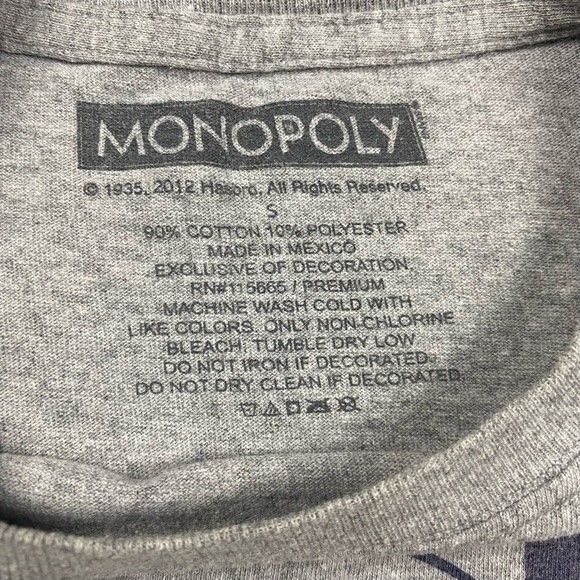 MONOPOLY
© 1935, 2012 Hasbro. All Rights Reserved.
S
90% COTTON 10% POLYESTER
MADE IN MEXICO
EXCLUSIVE OF DECORATION.
RN#115665 / PREMIUM
MACHINE WASH COLD WITH
LIKE COLORS. ONLY NON-CHLORINE
BLEACH. TUMBLE DRY LOW
DO NOT IRON IF DECORATED.
DO NOT DRY CLEAN IF DECORATED.